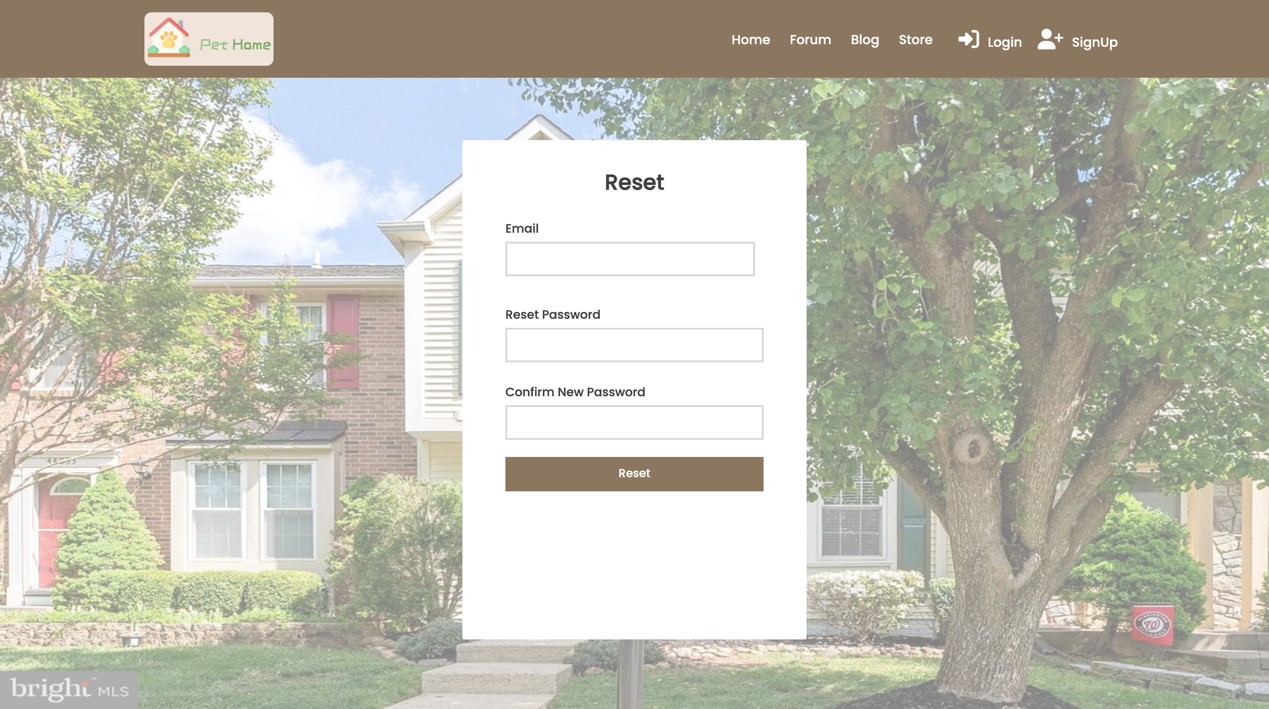 Pet Home
Home Forum Blog Store Login SignUp
Reset
Email
Reset Password
Confirm New Password
Reset
bright MLS